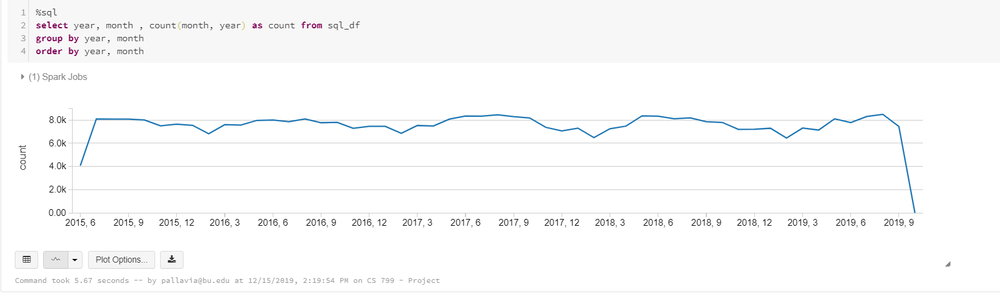 1 %sql
2 select year, month , count(month, year) as count from sql_df
3 group by year, month
4 order by year, month
(1) Spark Jobs
8.0k
6.0k
4.0k
2.0k
0.00
count
2015, 6 2015, 9 2015, 12 2016, 3 2016, 6 2016, 9 2016, 12 2017, 3 2017, 6 2017, 9 2017, 12 2018, 3 2018, 6 2018, 9 2018, 12 2019, 3 2019, 6 2019, 9
Plot Options...
Command took 5.67 seconds -- by pallavia@bu.edu at 12/15/2019, 2:19:54 PM on CS 799 - Project